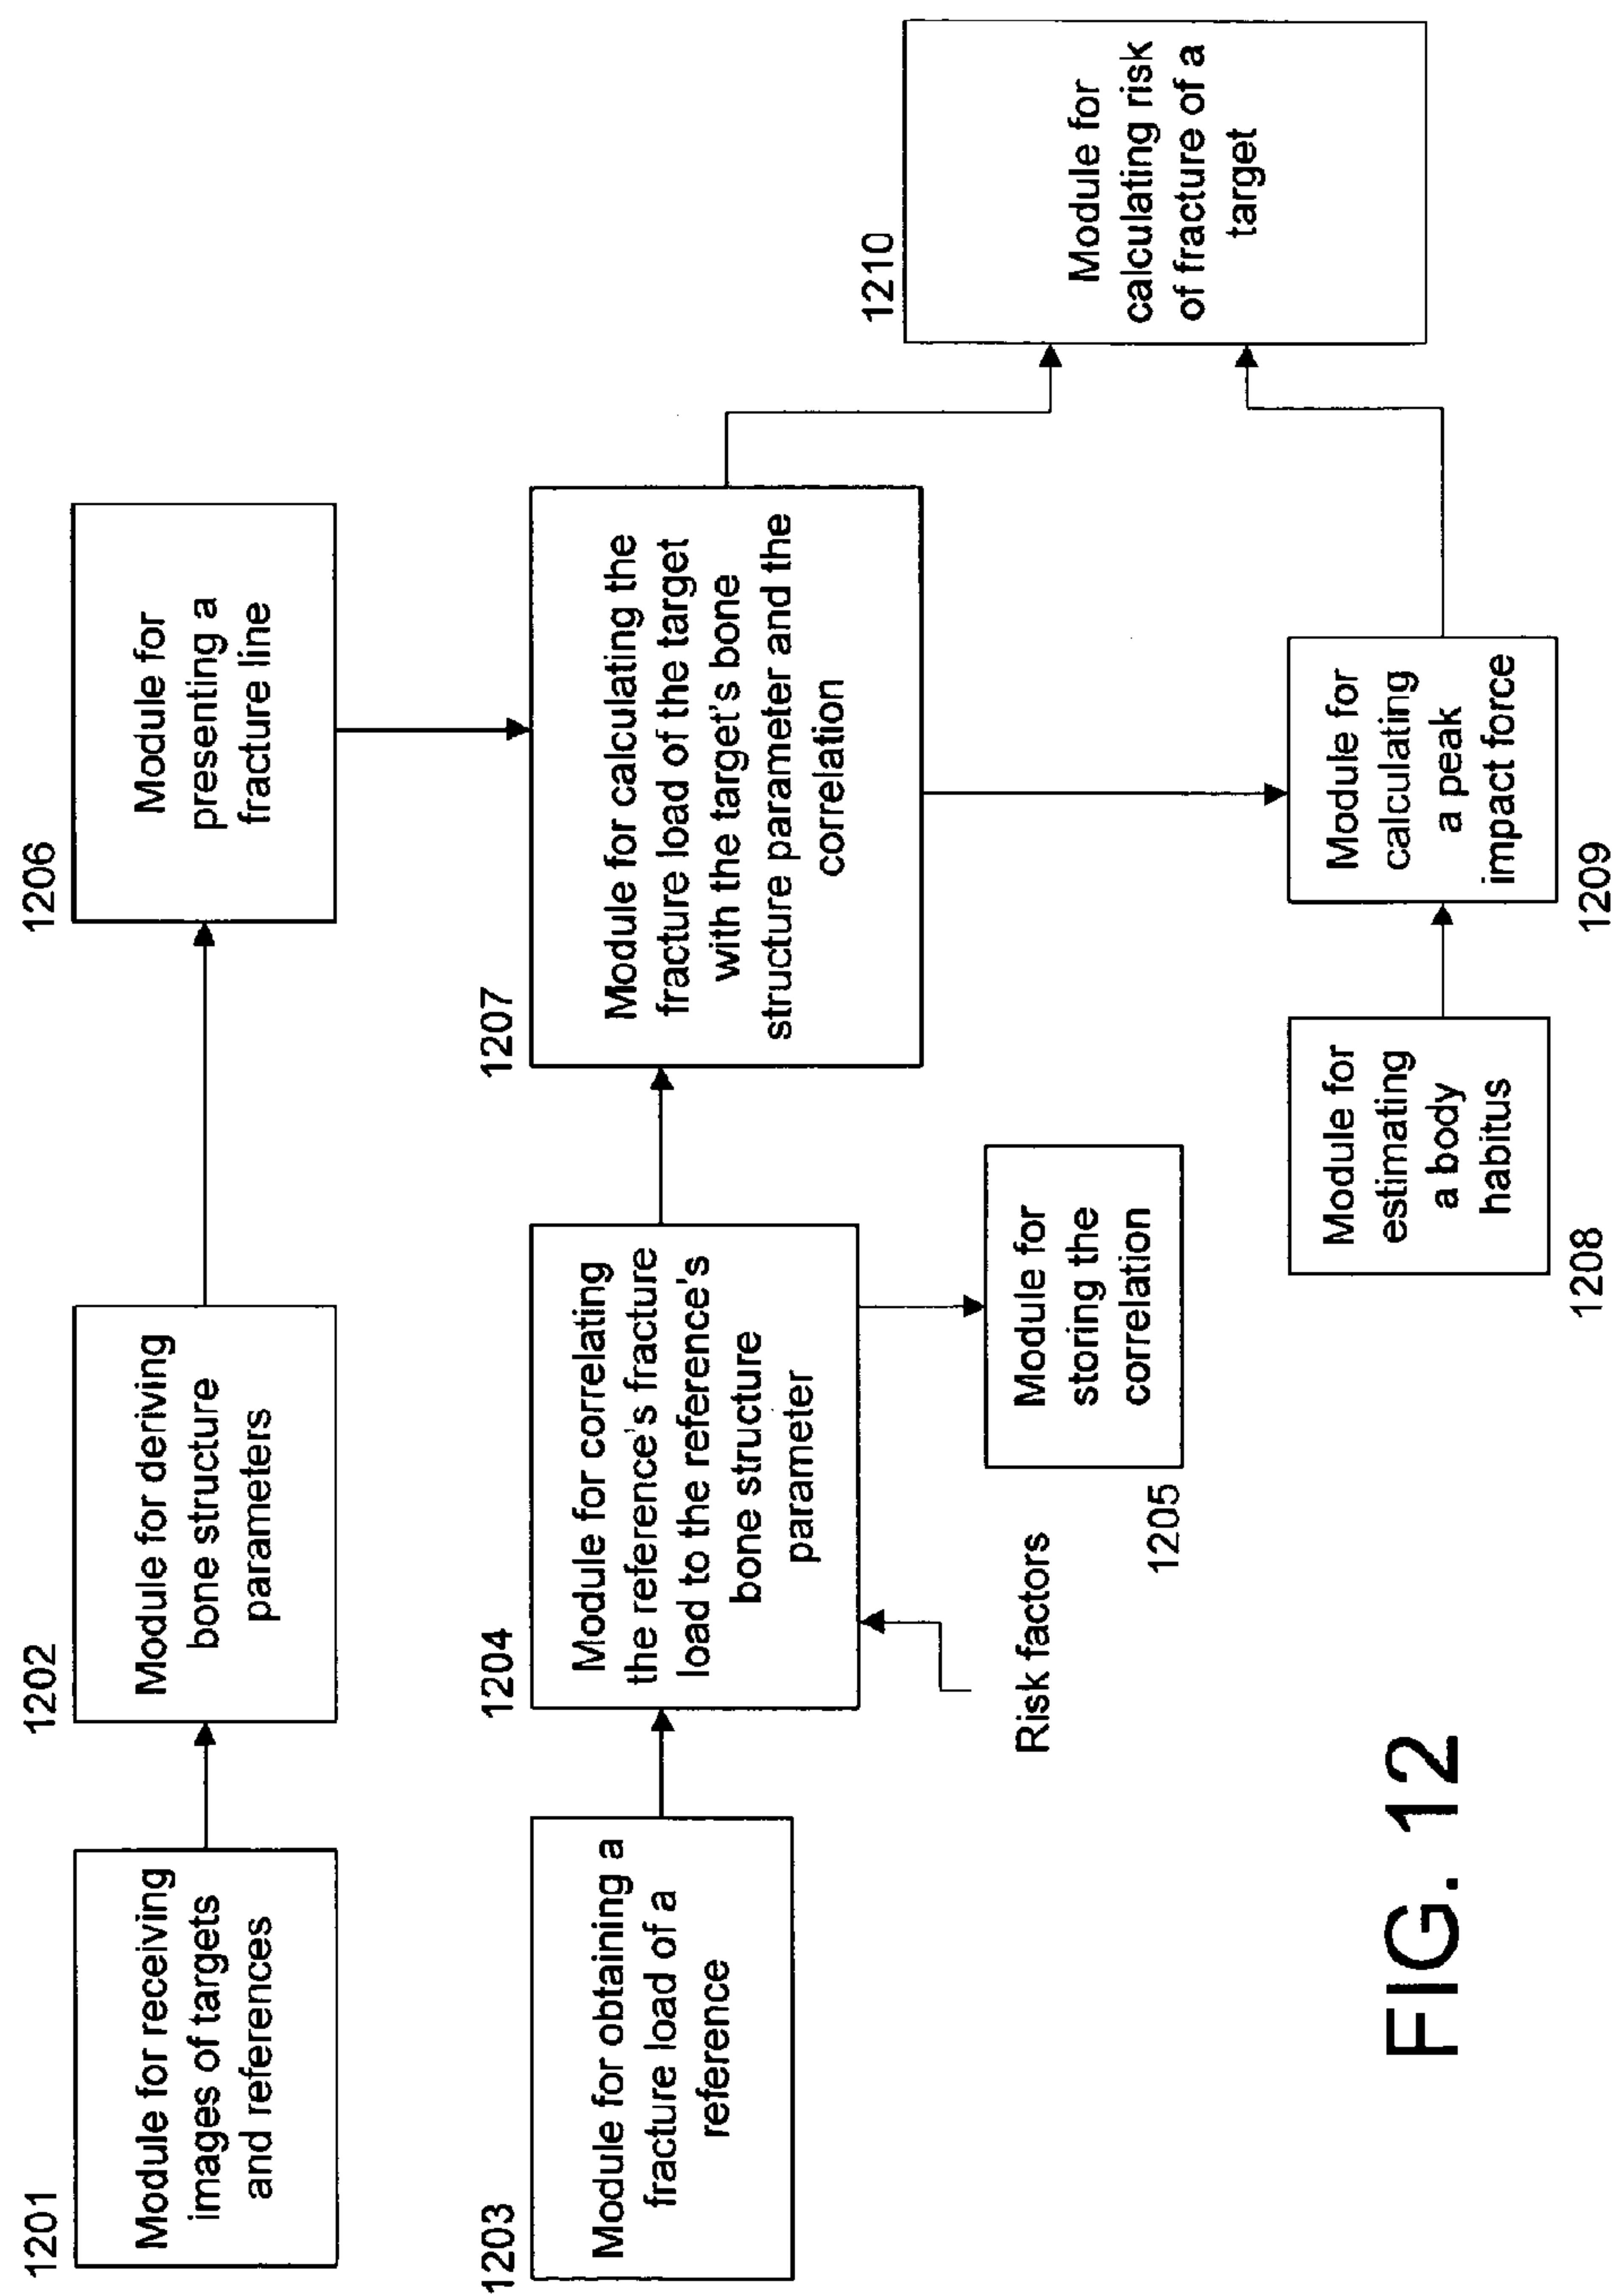 1201
Module for receiving
images of targets
and references
1202
Module for deriving
bone structure
parameters
1206
Module for
presenting a
fracture line
1203
Module for obtaining a
fracture load of a
reference
1204
Module for correlating
the reference's fracture
load to the reference's
bone structure
parameter
Risk factors
1205
Module for
storing the
correlation
1207
Module for calculating the
fracture load of the target
with the target's bone
structure parameter and the
correlation
1208
Module for
estimating
a body
habitus
1209
Module for
calculating
a peak
impact force
1210
Module for
calculating risk
of fracture of a
target
FIG. 12